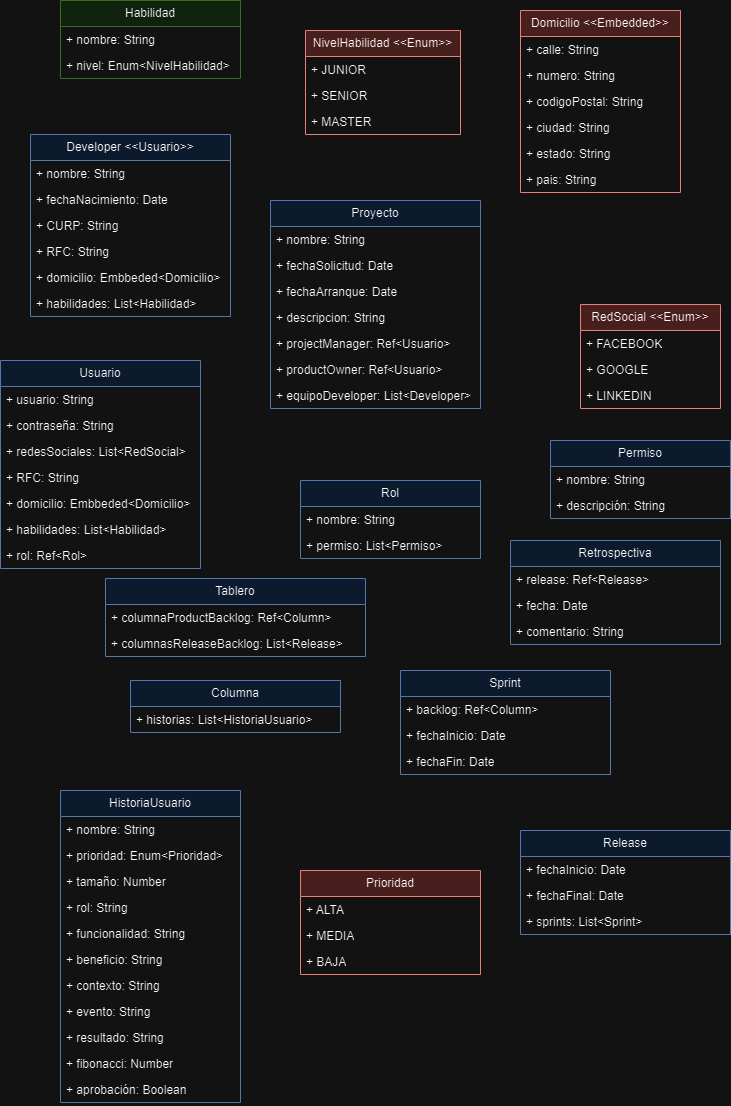 Habilidad
+ nombre: String
+ nivel: Enum<NivelHabilidad>
NivelHabilidad <<Enum>>
+ JUNIOR
+ SENIOR
+ MASTER
Domicilio <<Embedded>>
+ calle: String
+ numero: String
+ codigoPostal: String
+ ciudad: String
+ estado: String
+ pais: String
Developer <<Usuario>>
+ nombre: String
+ fechaNacimiento: Date
+ CURP: String
+ RFC: String
+ domicilio: Embbeded<Domicilio>
+ habilidades: List<Habilidad>
Proyecto
+ nombre: String
+ fechaSolicitud: Date
+ fechaArranque: Date
+ descripcion: String
+ projectManager: Ref<Usuario>
+ productOwner: Ref<Usuario>
+ equipoDeveloper: List<Developer>
RedSocial <<Enum>>
+ FACEBOOK
+ GOOGLE
+ LINKEDIN
Usuario
+ usuario: String
+ contraseña: String
+ redesSociales: List<RedSocial>
+ RFC: String
+ domicilio: Embbeded<Domicilio>
+ habilidades: List<Habilidad>
+ rol: Ref<Rol>
Rol
+ nombre: String
+ permiso: List<Permiso>
Permiso
+ nombre: String
+ descripción: String
Retrospectiva
+ release: Ref<Release>
+ fecha: Date
+ comentario: String
Tablero
+ columnaProductBacklog: Ref<Column>
+ columnasReleaseBacklog: List<Release>
Columna
+ historias: List<HistoriaUsuario>
Sprint
+ backlog: Ref<Column>
+ fechaInicio: Date
+ fechaFin: Date
HistoriaUsuario
+ nombre: String
+ prioridad: Enum<Prioridad>
+ tamaño: Number
+ rol: String
+ funcionalidad: String
+ beneficio: String
+ contexto: String
+ evento: String
+ resultado: String
+ fibonacci: Number
+ aprobación: Boolean
Prioridad
+ ALTA
+ MEDIA
+ BAJA
Release
+ fechaInicio: Date
+ fechaFinal: Date
+ sprints: List<Sprint>